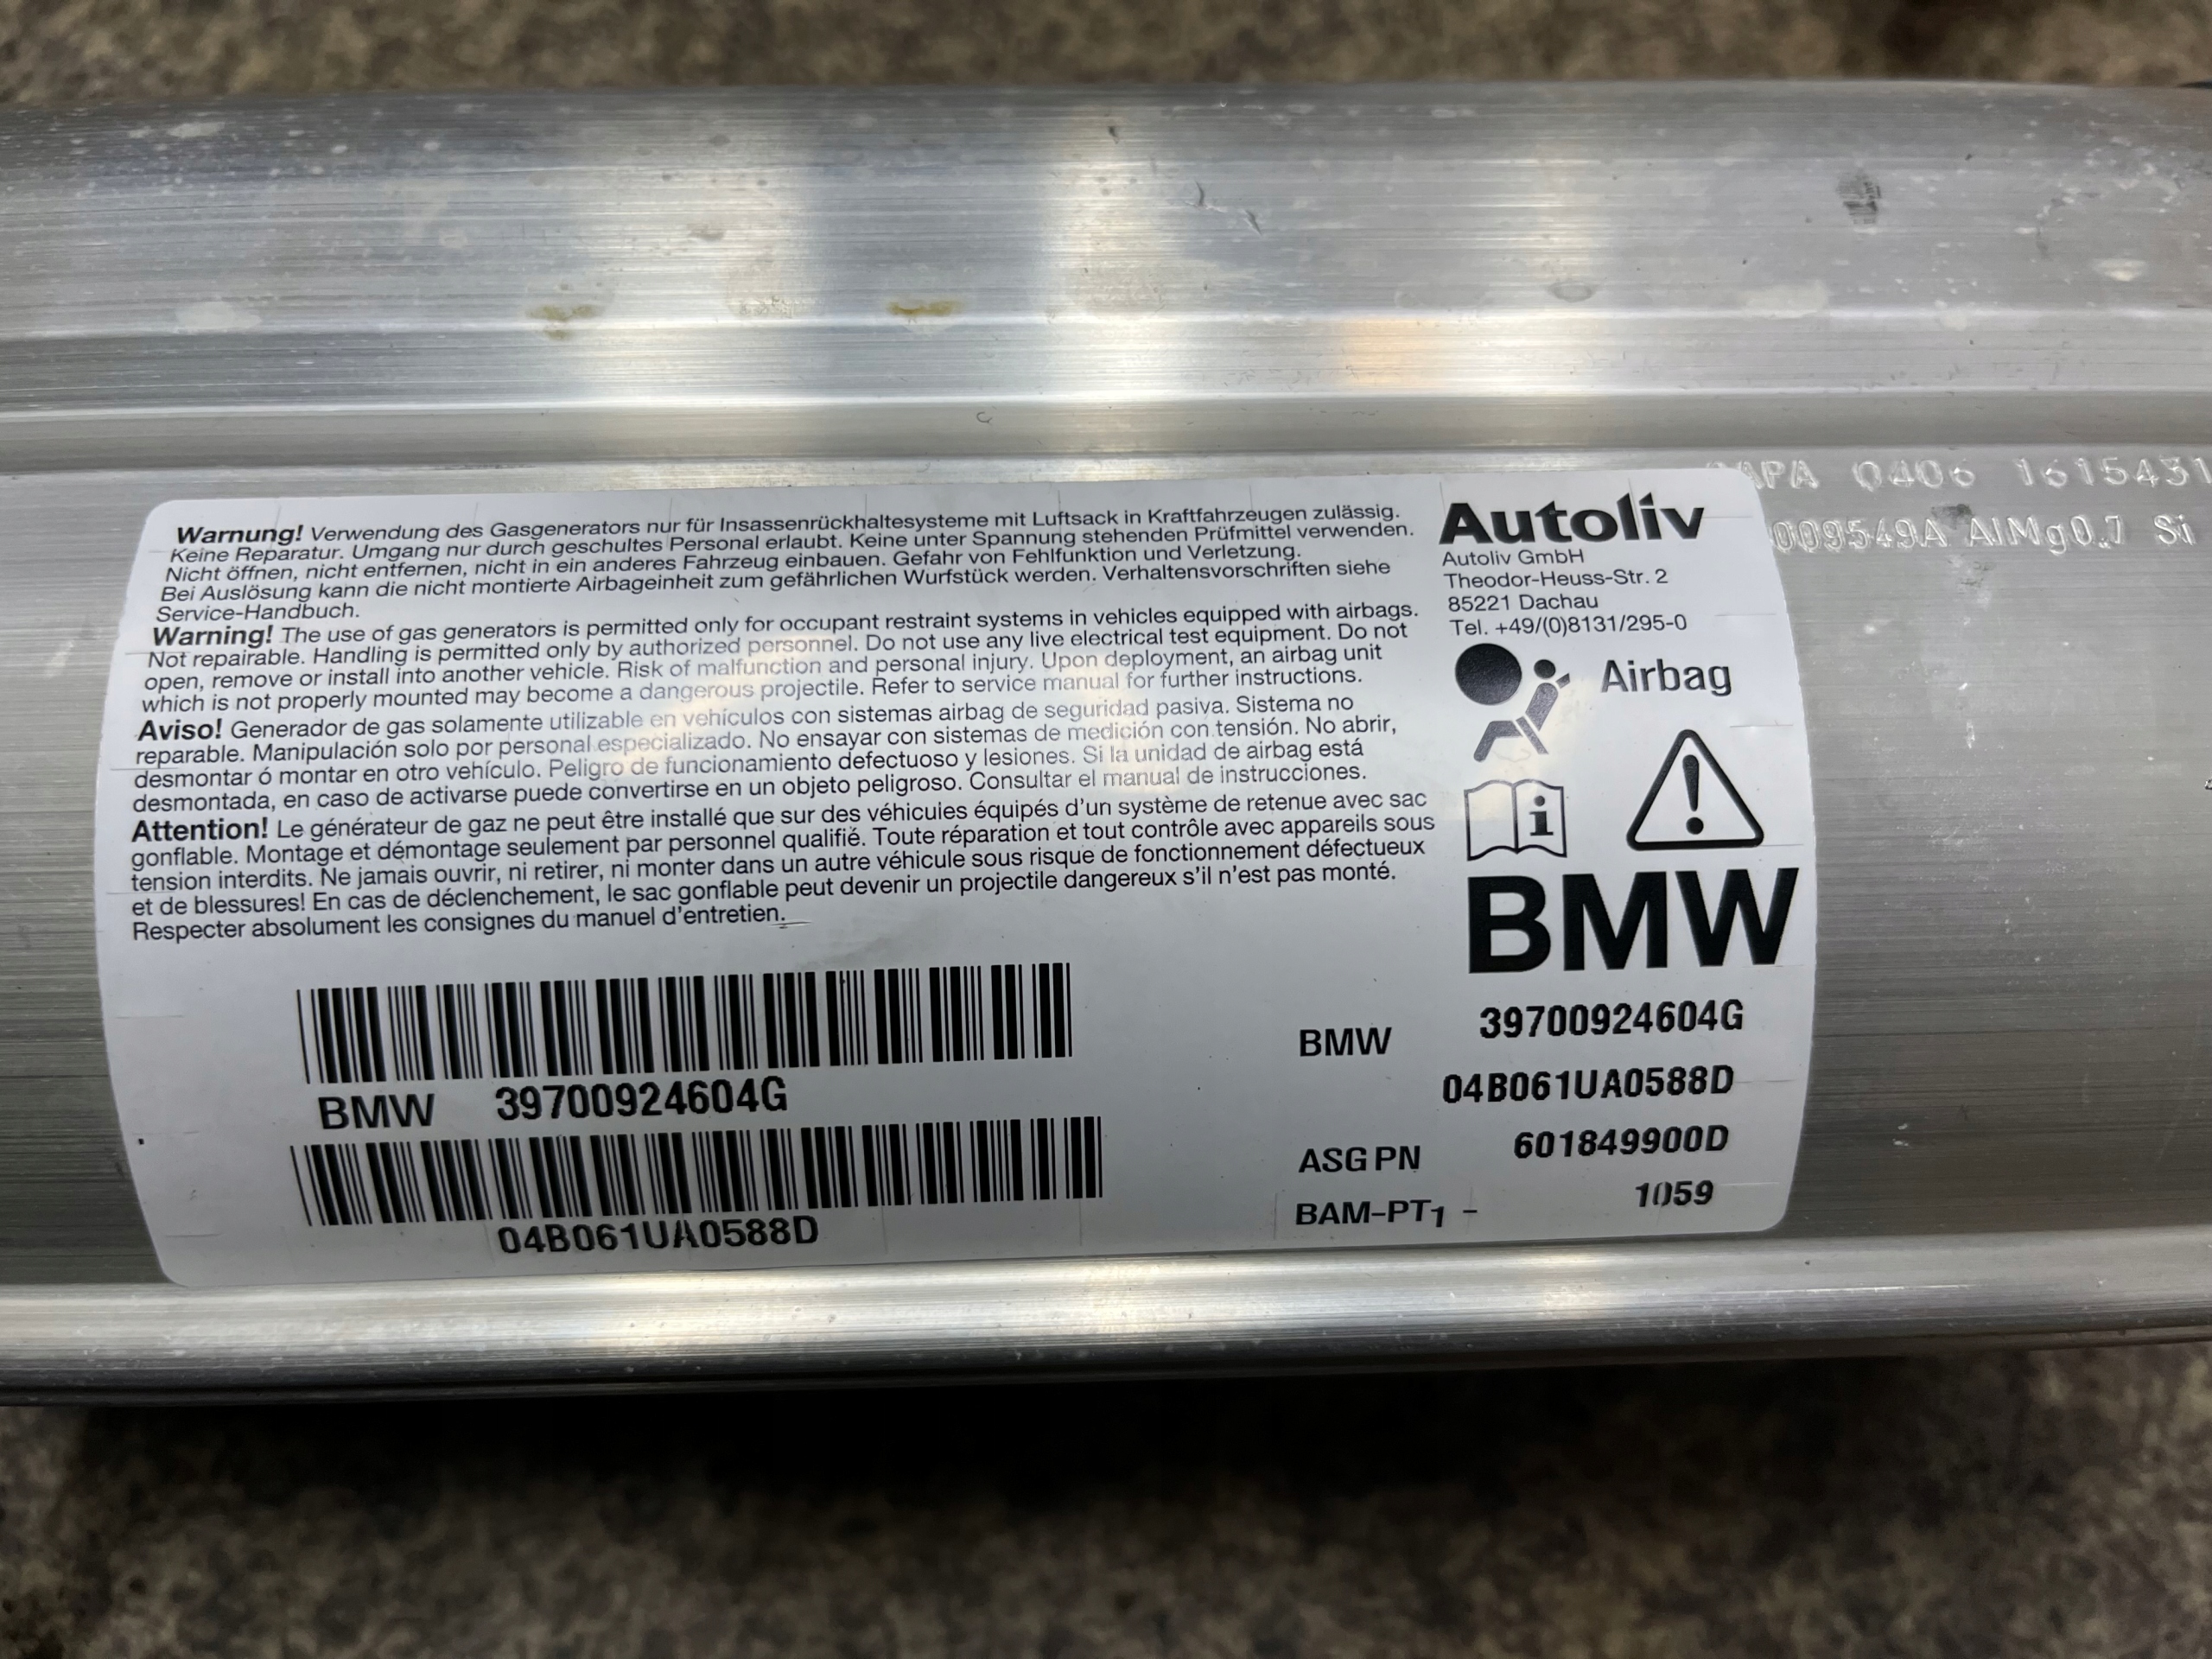 Warnung! Verwendung des Gasgenerators nur für Insassenrückhaltesysteme mit Luftsack in Kraftfahrzeugen zulässig.
Keine Reparatur. Umgang nur durch geschultes Personal erlaubt. Keine unter Spannung stehenden Prüfmittel verwenden.
Nicht öffnen, nicht entfernen, nicht in ein anderes Fahrzeug einbauen. Gefahr von Fehlfunktion und Verletzung.
Bei Auslösung kann die nicht montierte Airbageinheit zum gefährlichen Wurfstück werden. Verhaltensvorschriften siehe
Service-Handbuch.
Warning! The use of gas generators is permitted only for occupant restraint systems in vehicles equipped with airbags.
Not repairable. Handling is permitted only by authorized personnel. Do not use any live electrical test equipment. Do not
open, remove or install into another vehicle. Risk of malfunction and personal injury. Upon deployment, an airbag unit
which is not properly mounted may become a dangerous projectile. Refer to service manual for further instructions.
Aviso! Generador de gas solamente utilizable en vehículos con sistemas airbag de seguridad pasiva. Sistema no
reparable. Manipulación solo por personal especializado. No ensayar con sistemas de medición con tensión. No abrir,
desmontar ó montar en otro vehículo. Peligro de funcionamiento defectuoso y lesiones. Si la unidad de airbag está
desmontada, en caso de activarse puede convertirse en un objeto peligroso. Consultar el manual de instrucciones.
Attention! Le générateur de gaz ne peut être installé que sur des véhicuies équipés d'un système de retenue avec sac
gonflable. Montage et démontage seulement par personnel qualifié. Toute réparation et tout contrôle avec appareils sous
tension interdits. Ne jamais ouvrir, ni retirer, ni monter dans un autre véhicule sous risque de fonctionnement défectueux
et de blessures! En cas de déclenchement, le sac gonflable peut devenir un projectile dangereux s'il n'est pas monté.
Respecter absolument les consignes du manuel d'entretien.
BMW 39700924604G
04B061UA0588D
Autoliv
Autoliv GmbH
Theodor-Heuss-Str. 2
85221 Dachau
Tel. +49/(0)8131/295-0
Airbag
BMW
BMW 39700924604G
04B061UA0588D
ASG PN 601849900D
BAM-PT1 - 1059
0406 1615431
009549A AlMg0.7 Si